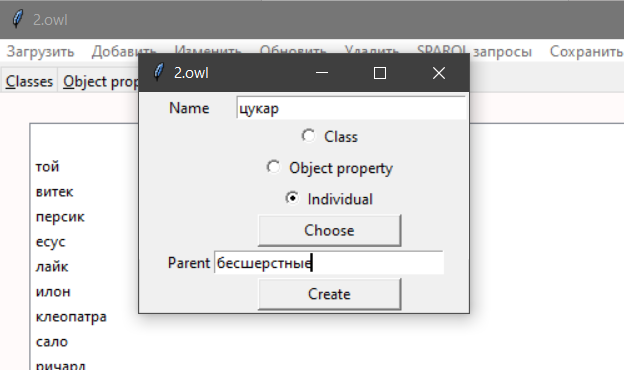 2.owl
Загрузить Добавить Изменить Обновить Удалить SPARQL запросы Сохранить
Classes Object prop
2.owl
Name цукар
Class
Object property
Individual
Choose
Parent бесшерстные
Create
той
витек
персик
есус
лайк
илон
клеопатра
сало
ричард